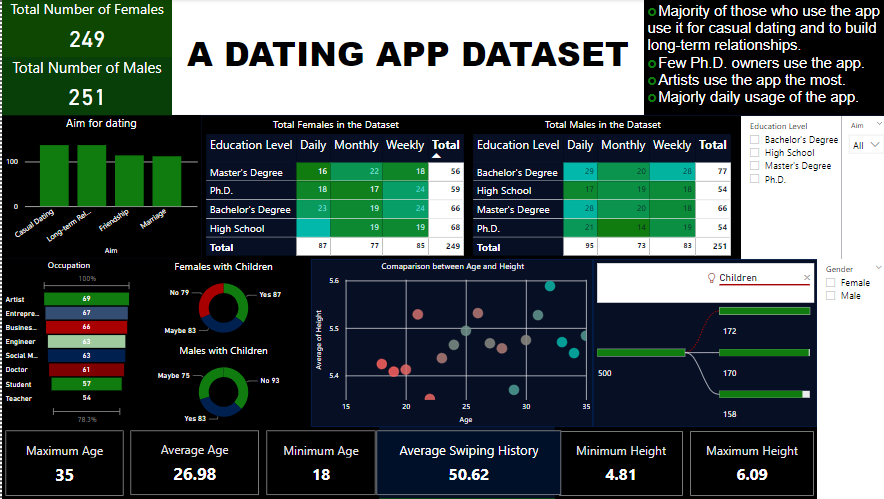 Total Number of Females
249
Total Number of Males
251
A DATING APP DATASET
Majority of those who use the app
use it for casual dating and to build
long-term relationships.
Few Ph.D. owners use the app.
Artists use the app the most.
Majorly daily usage of the app.
Aim for dating
100
0
Casual Dating
Long-term Rel...
Friendship
Marriage
Aim
Total Females in the Dataset
Education Level Daily Monthly Weekly Total
Master's Degree 16 22 18 56
Ph.D. 18 17 24 59
Bachelor's Degree 23 19 24 66
High School 19 19 68
Total 87 77 85 249
Total Males in the Dataset
Education Level Daily Monthly Weekly Total
Bachelor's Degree 29 20 28 77
High School 17 19 18 54
Master's Degree 28 20 18 66
Ph.D. 21 14 19 54
Total 95 73 83 251
Education Level
Bachelor's Degree
High School
Master's Degree
Ph.D.
Aim
All
Occupation
100%
Artist 69
Entrepre... 67
Busines... 66
Engineer 63
Social M... 63
Doctor 61
Student 57
Teacher 54
78.3%
Females with Children
No 79
Yes 87
Maybe 83
Males with Children
Maybe 75
No 93
Yes 83
Comaparison between Age and Height
Average of Height
5.6
5.5
5.4
15 20 25 30 35
Age
Children
500
172
170
158
Gender
Female
Male
Maximum Age
35
Average Age
26.98
Minimum Age
18
Average Swiping History
50.62
Minimum Height
4.81
Maximum Height
6.09